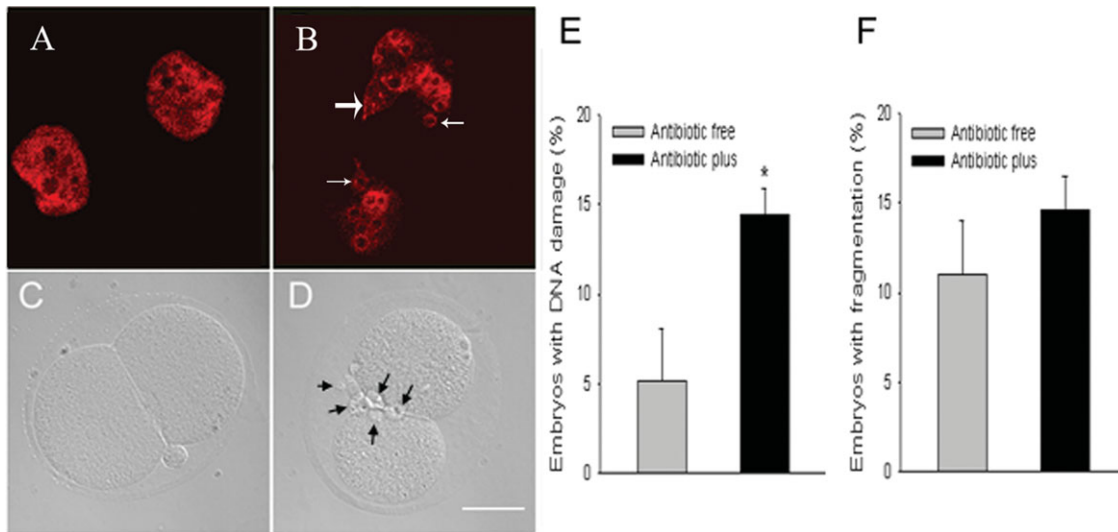 A
B
C
D
E
Embryos with DNA damage (%)
20
15
10
5
0
Antibiotic free
Antibiotic plus
*
F
Embryos with fragmentation (%)
20
15
10
5
0
Antibiotic free
Antibiotic plus